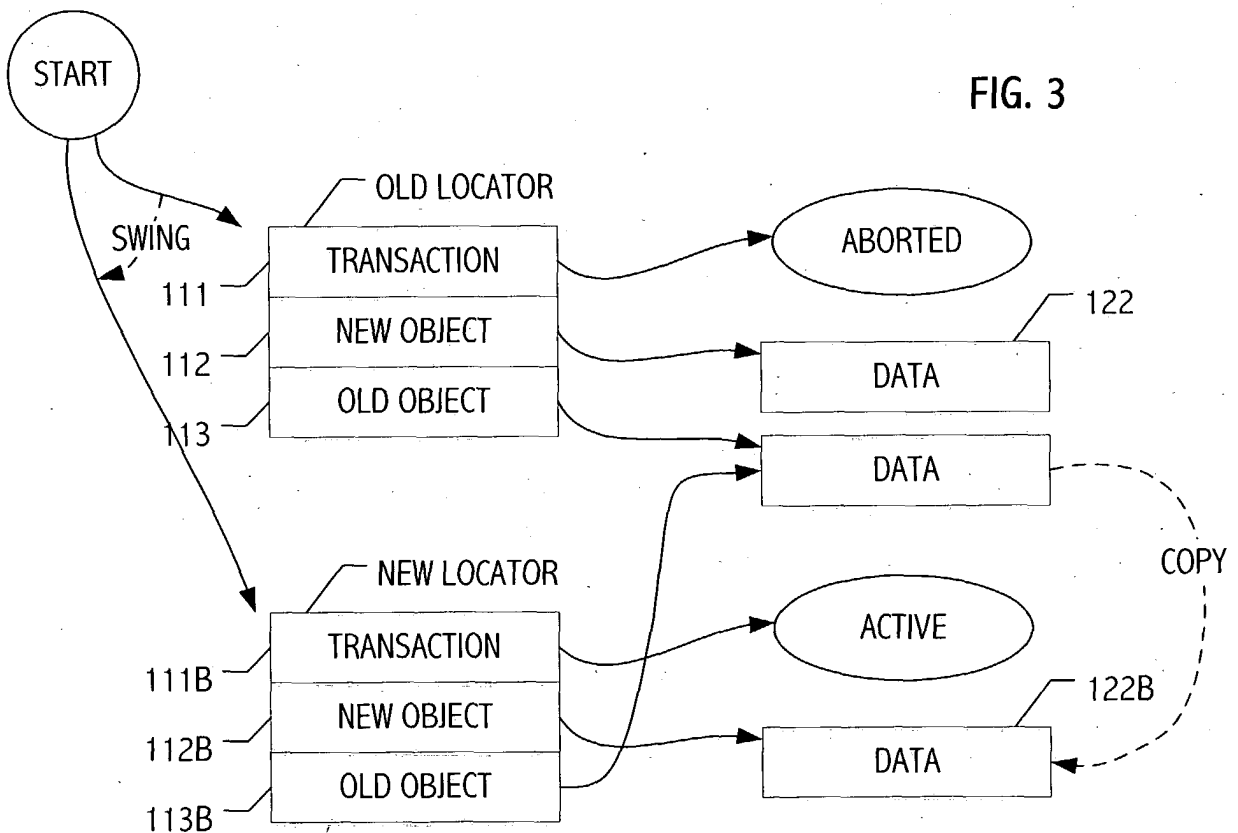 START
FIG. 3
OLD LOCATOR
SWING
TRANSACTION
ABORTED
111
NEW OBJECT
122
112
DATA
OLD OBJECT
113
DATA
COPY
NEW LOCATOR
ACTIVE
TRANSACTION
111B
NEW OBJECT
122B
112B
DATA
OLD OBJECT
113B